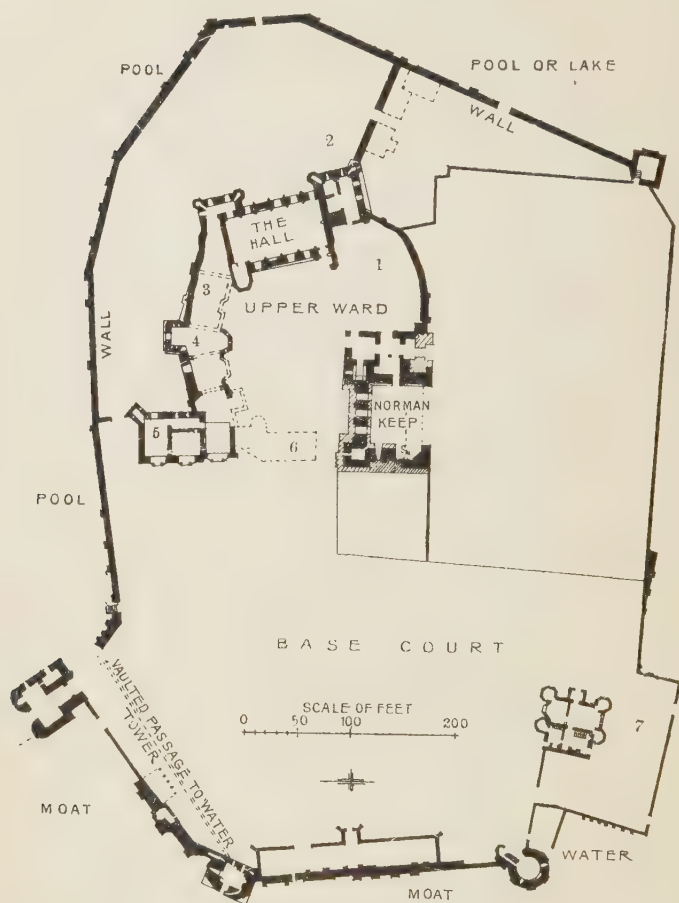 POOL
POOL OR LAKE
WALL
2
THE
HALL
1
3
UPPER WARD
WALL
4
NORMAN
KEEP
5
6
POOL
BASE COURT
VAULTED PASSAGE TO WATER
TOWER
SCALE OF FEET
0 50 100 200
7
MOAT
WATER
MOAT